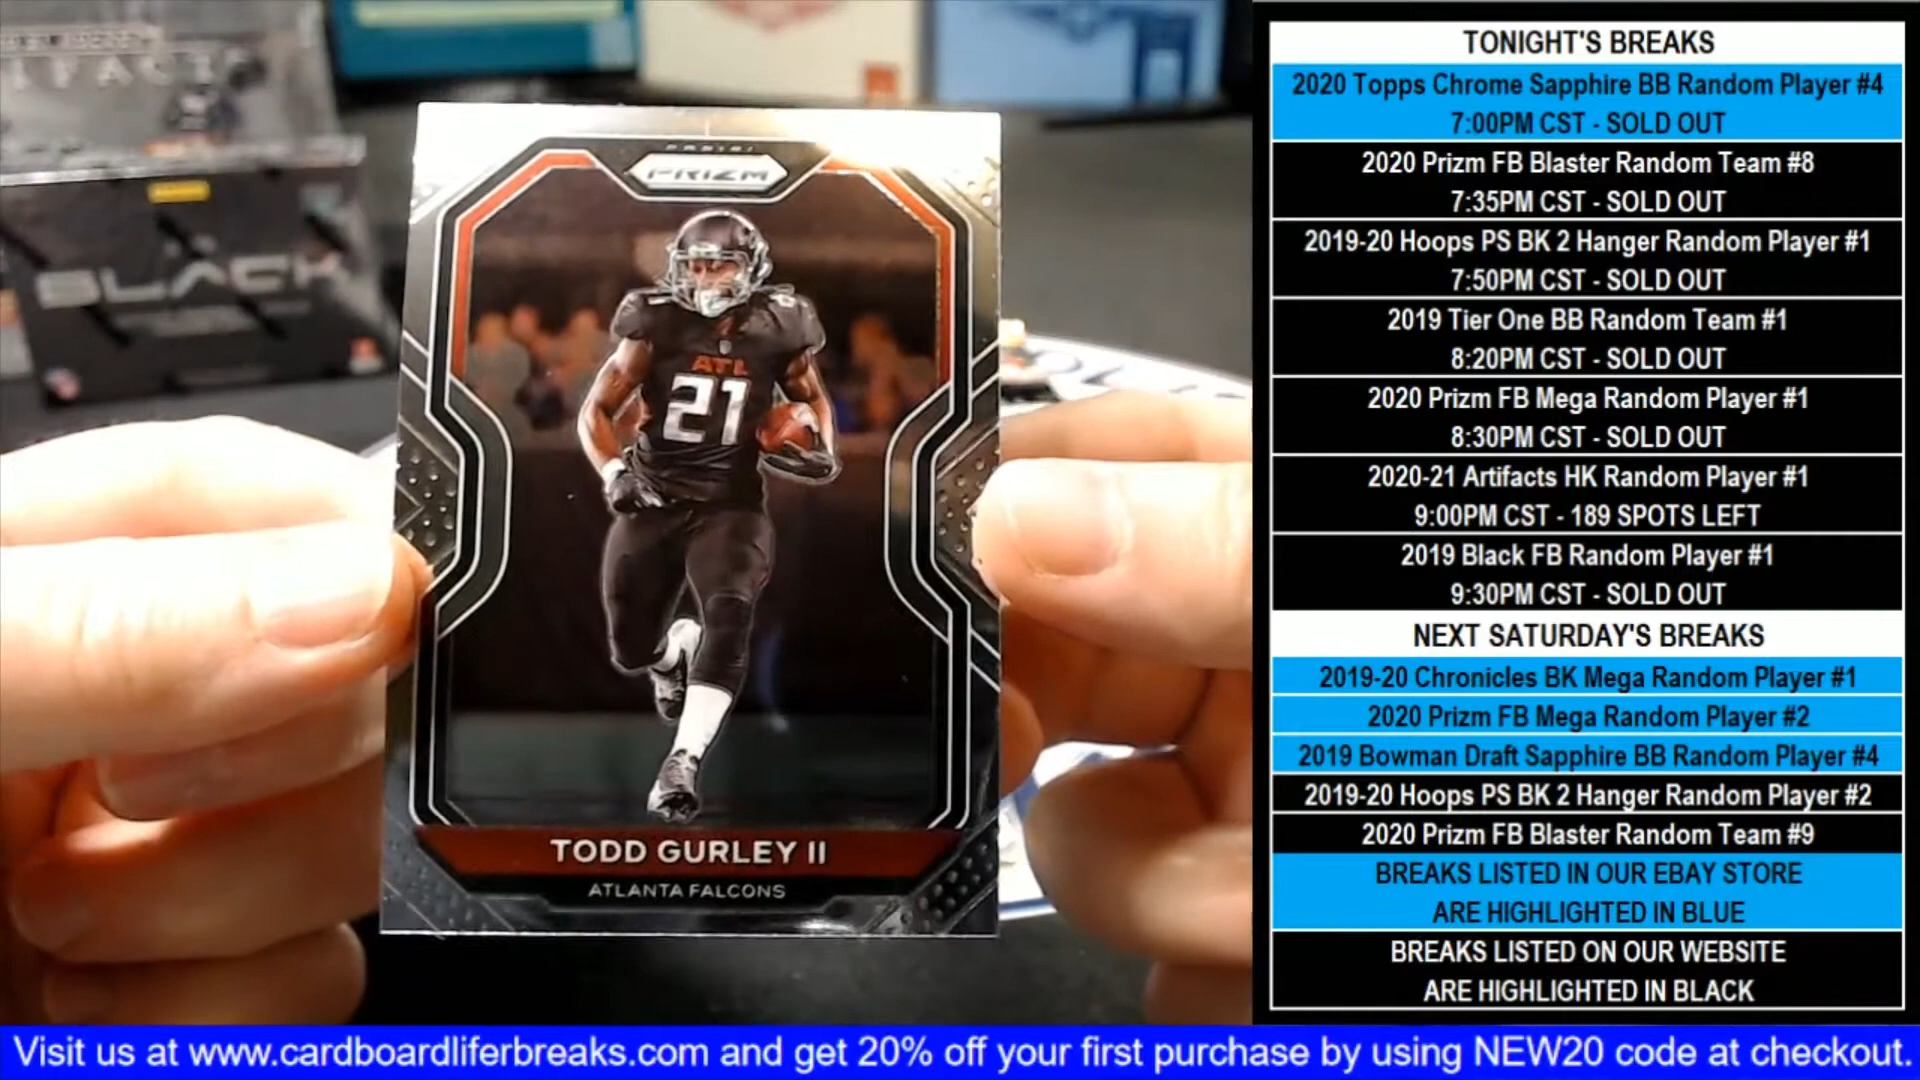 BLACK
PANINI
PRIZM
21
ATL
21
TODD GURLEY II
ATLANTA FALCONS
TONIGHT'S BREAKS
2020 Topps Chrome Sapphire BB Random Player #4
7:00PM CST - SOLD OUT
2020 Prizm FB Blaster Random Team #8
7:35PM CST - SOLD OUT
2019-20 Hoops PS BK 2 Hanger Random Player #1
7:50PM CST - SOLD OUT
2019 Tier One BB Random Team #1
8:20PM CST - SOLD OUT
2020 Prizm FB Mega Random Player #1
8:30PM CST - SOLD OUT
2020-21 Artifacts HK Random Player #1
9:00PM CST - 189 SPOTS LEFT
2019 Black FB Random Player #1
9:30PM CST - SOLD OUT
NEXT SATURDAY'S BREAKS
2019-20 Chronicles BK Mega Random Player #1
2020 Prizm FB Mega Random Player #2
2019 Bowman Draft Sapphire BB Random Player #4
2019-20 Hoops PS BK 2 Hanger Random Player #2
2020 Prizm FB Blaster Random Team #9
BREAKS LISTED IN OUR EBAY STORE
ARE HIGHLIGHTED IN BLUE
BREAKS LISTED ON OUR WEBSITE
ARE HIGHLIGHTED IN BLACK
Visit us at www.cardboardliferbreaks.com and get 20% off your first purchase by using NEW20 code at checkout.